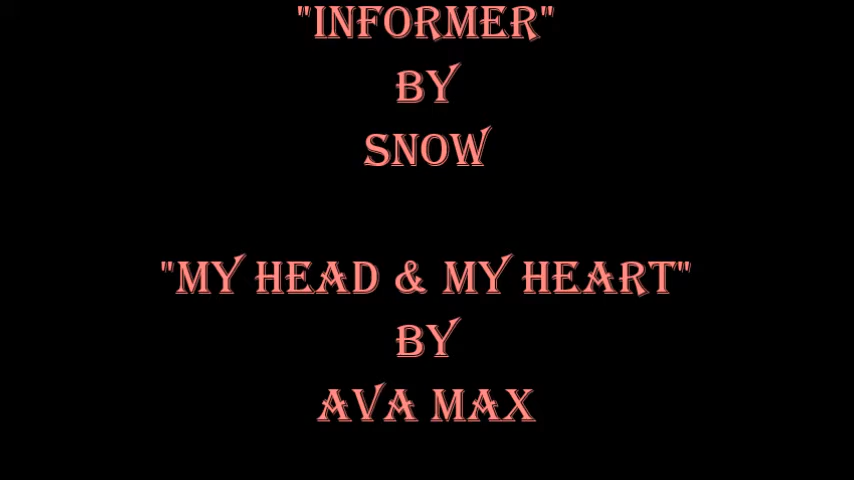 "INFORMER"
BY
SNOW
"MY HEAD & MY HEART"
BY
AVA MAX